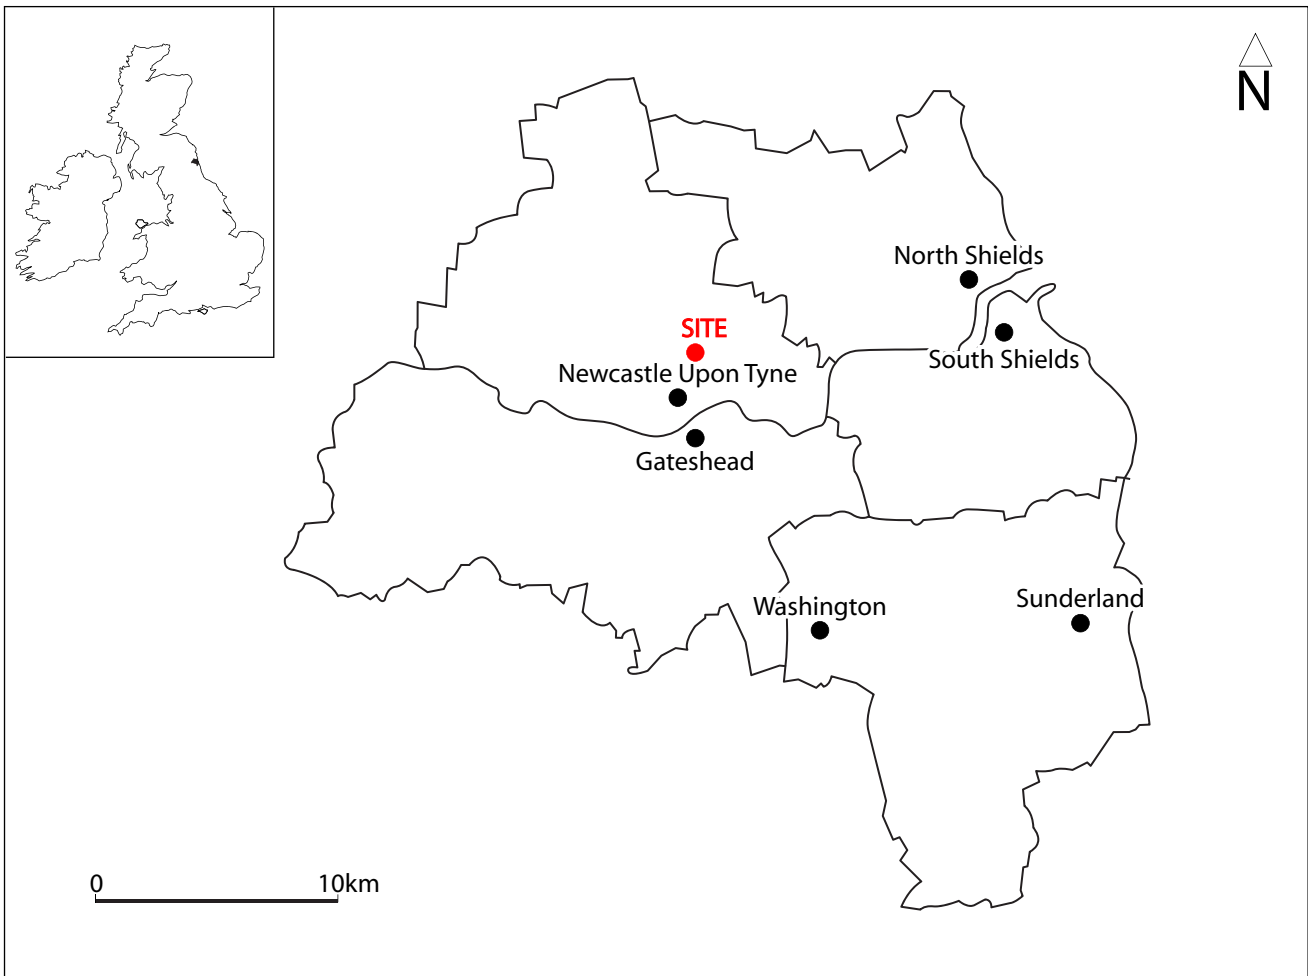 N
North Shields
SITE
South Shields
Newcastle Upon Tyne
Gateshead
Washington
Sunderland
0 10km